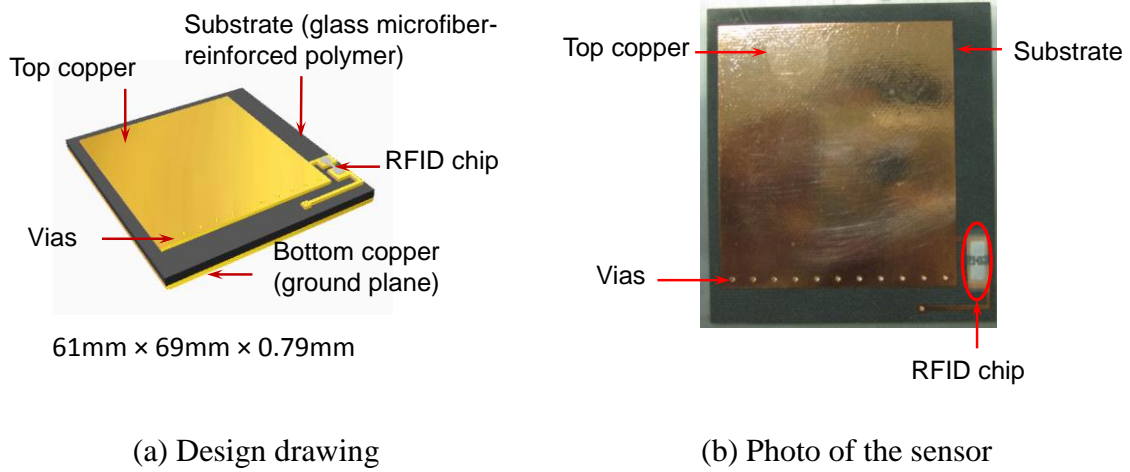 Substrate (glass microfiber-
reinforced polymer)
Top copper
RFID chip
Vias
Bottom copper
(ground plane)
61mm × 69mm × 0.79mm
(a) Design drawing
Top copper
Substrate
Vias
RFID chip
(b) Photo of the sensor